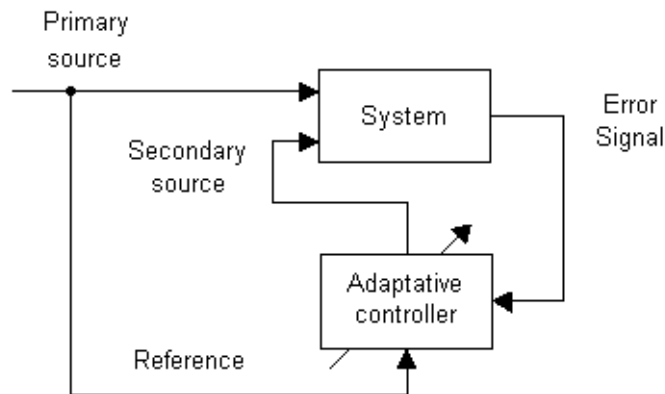 Primary
source
System
Error
Signal
Secondary
source
Adaptative
controller
Reference